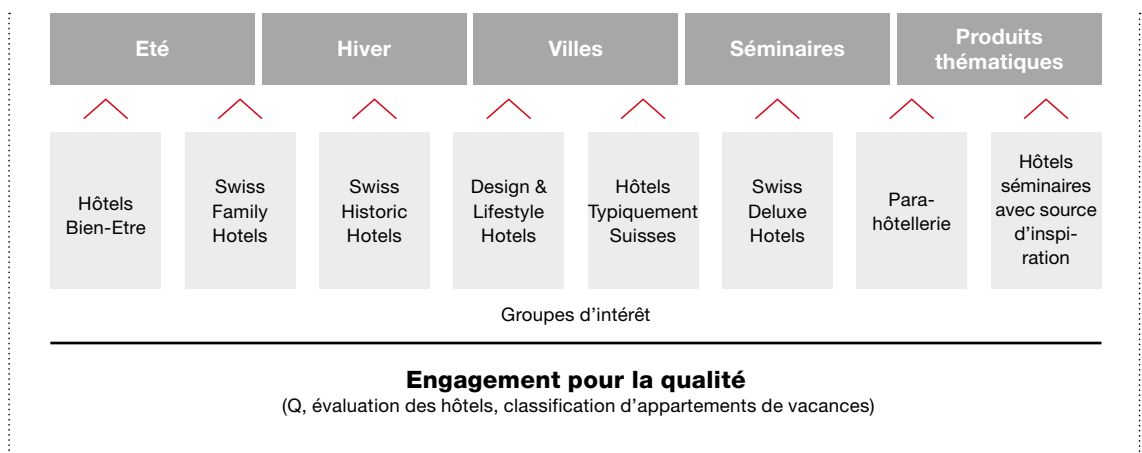 Eté
Hiver
Villes
Séminaires
Produits
thématiques
Hôtels
Bien-Etre
Swiss
Family
Hotels
Swiss
Historic
Hotels
Design &
Lifestyle
Hotels
Hôtels
Typiquement
Suisses
Swiss
Deluxe
Hotels
Para-
hôtellerie
Hôtels
séminaires
avec source
d’inspi-
ration
Groupes d’intérêt
Engagement pour la qualité
(Q, évaluation des hôtels, classification d’appartements de vacances)